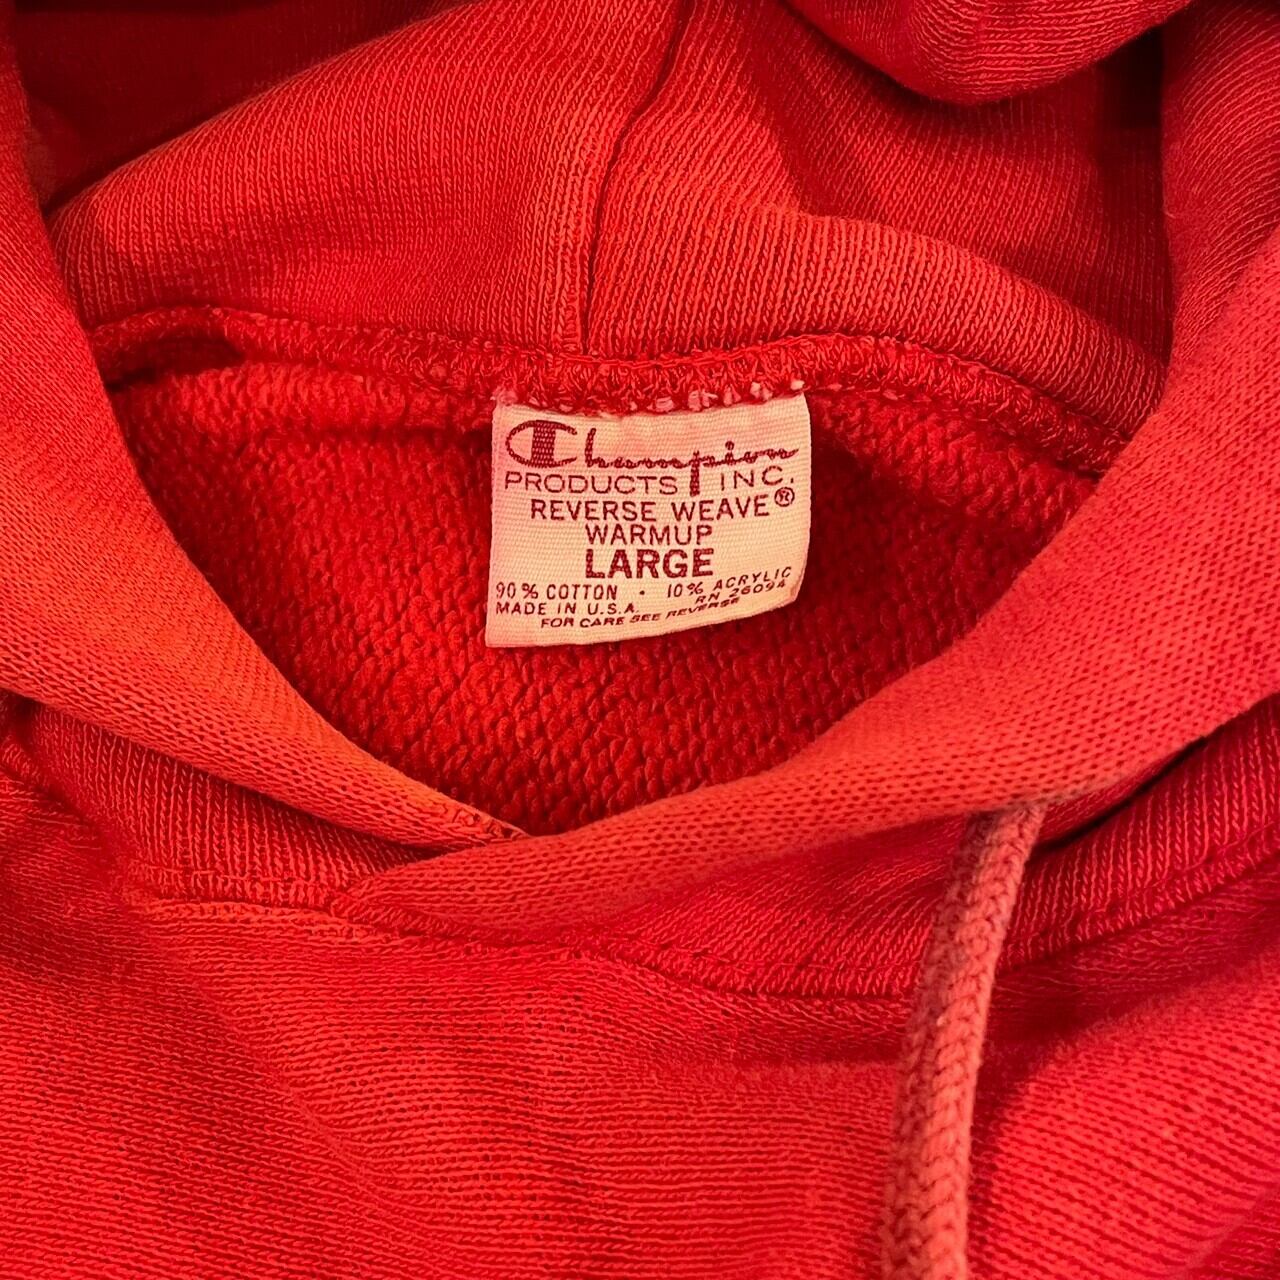 Champion
PRODUCTS INC.
REVERSE WEAVE®
WARMUP
LARGE
90% COTTON · 10% ACRYLIC
MADE IN U.S.A. RN 26094
FOR CARE SEE REVERSE